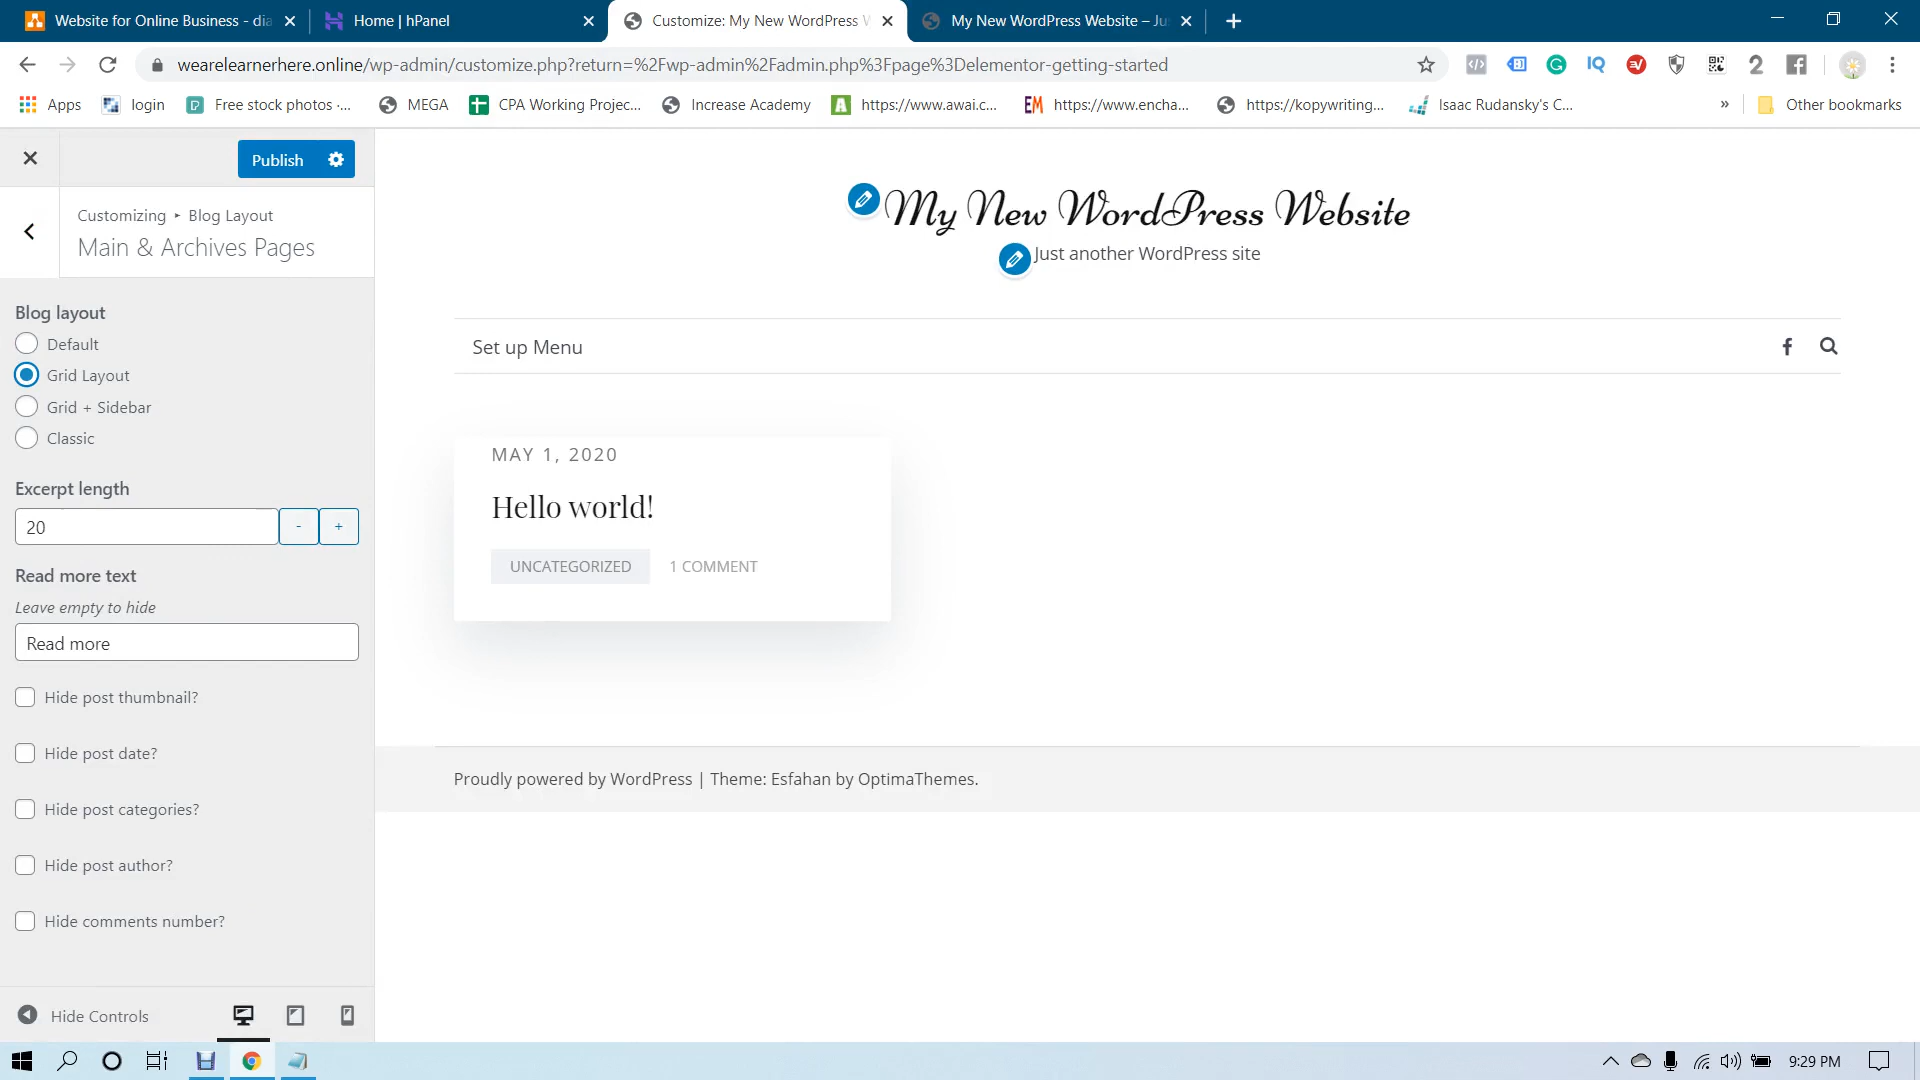 Website for Online Business - dia
Home | hPanel
Customize: My New WordPress W
My New WordPress Website – Jus
wearelearnerhere.online/wp-admin/customize.php?return=%2Fwp-admin%2Fadmin.php%3Fpage%3Delementor-getting-started
Apps
login
Free stock photos ·...
MEGA
CPA Working Projec...
Increase Academy
https://www.awai.c...
https://www.encha...
https://kopywriting...
Isaac Rudansky's C...
»
Other bookmarks
Publish
Customizing ▸ Blog Layout
Main & Archives Pages
Blog layout
Default
Grid Layout
Grid + Sidebar
Classic
Excerpt length
20
-
+
Read more text
Leave empty to hide
Read more
Hide post thumbnail?
Hide post date?
Hide post categories?
Hide post author?
Hide comments number?
Hide Controls
My New WordPress Website
Just another WordPress site
Set up Menu
MAY 1, 2020
Hello world!
UNCATEGORIZED
1 COMMENT
Proudly powered by WordPress | Theme: Esfahan by OptimaThemes.
9:29 PM